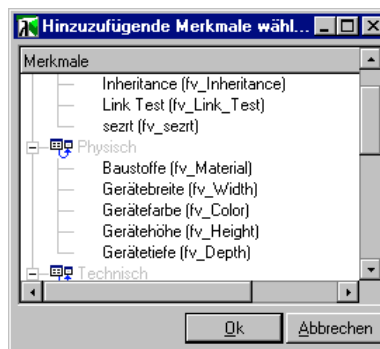 Hinzuzufügende Merkmale wähl...
Merkmale
Inheritance (fv_Inheritance)
Link Test (fv_Link_Test)
sezrt (fv_sezrt)
Physisch
Baustoffe (fv_Material)
Gerätebreite (fv_Width)
Gerätefarbe (fv_Color)
Gerätehöhe (fv_Height)
Gerätetiefe (fv_Depth)
Technisch
Ok
Abbrechen